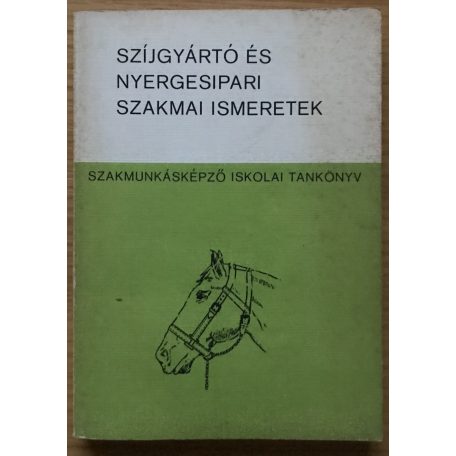 SZÍJGYÁRTÓ ÉS
NYERGESIPARI
SZAKMAI ISMERETEK
SZAKMUNKÁSKÉPZŐ ISKOLAI TANKÖNYV